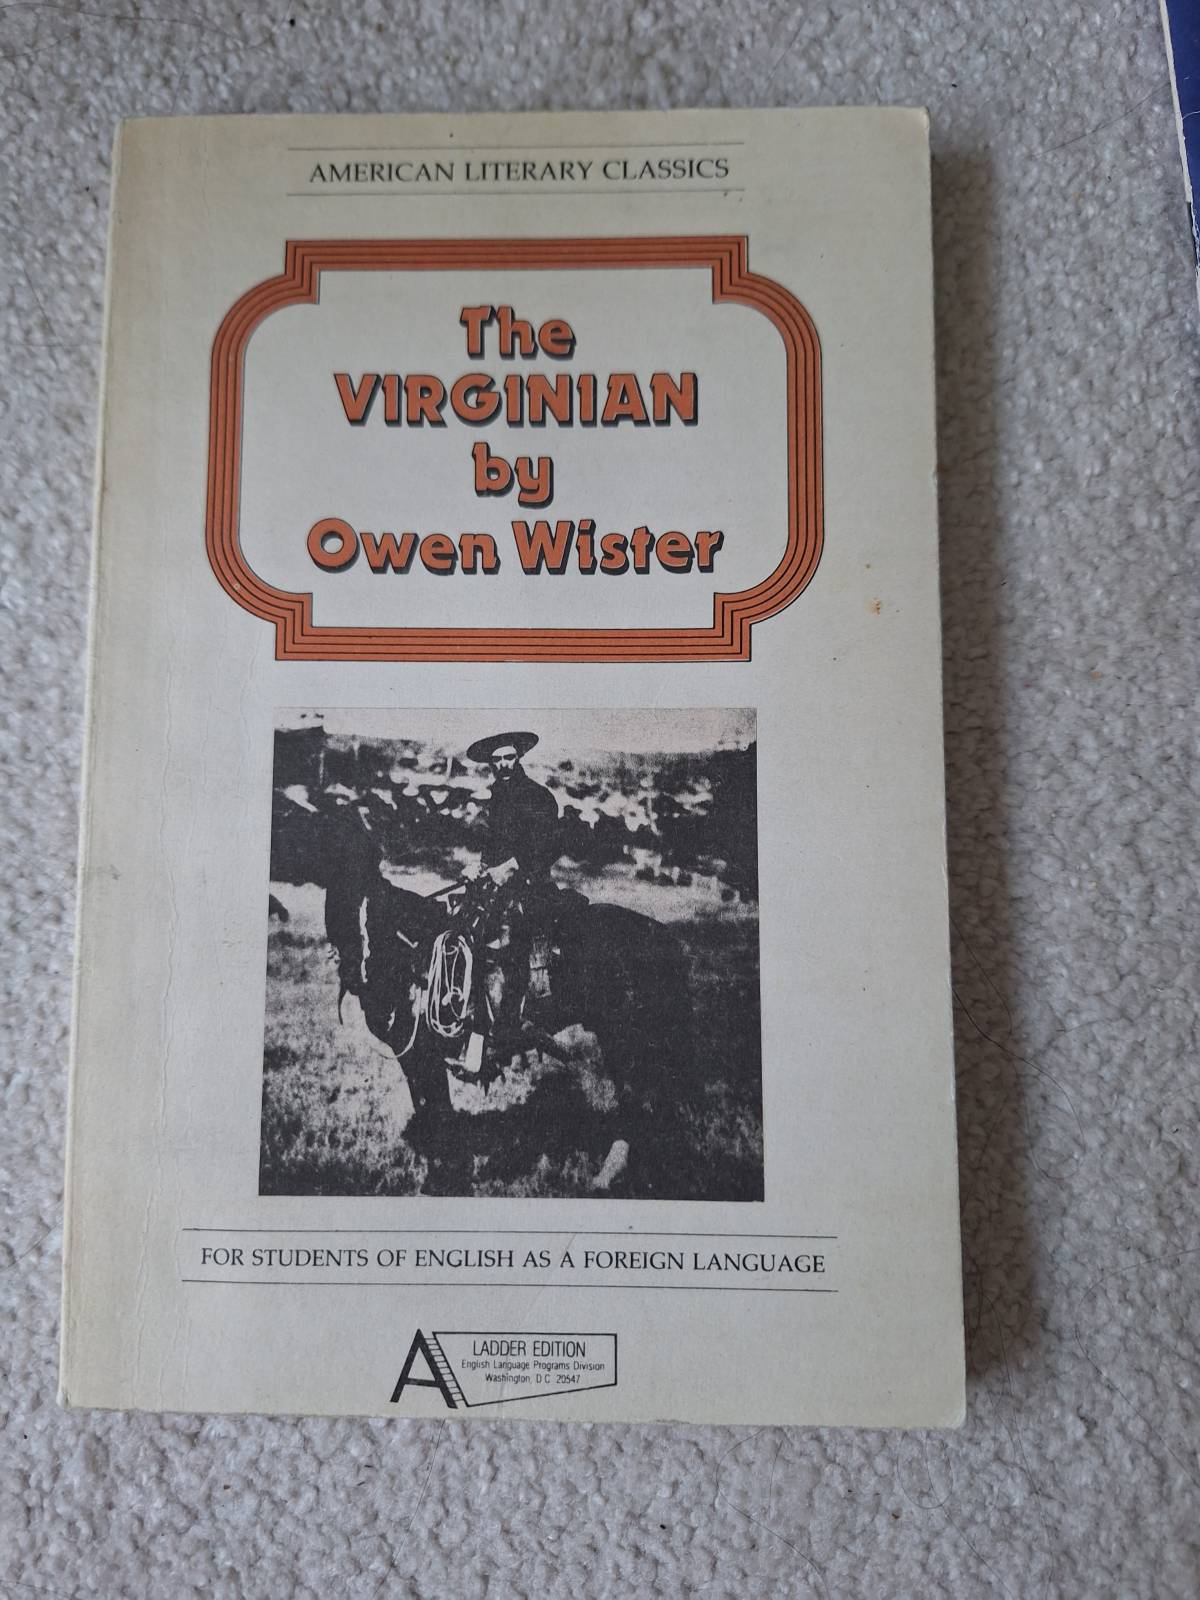 AMERICAN LITERARY CLASSICS
The
VIRGINIAN
by
Owen Wister
FOR STUDENTS OF ENGLISH AS A FOREIGN LANGUAGE
A
LADDER EDITION
English Language Programs Division
Washington, D C 20547